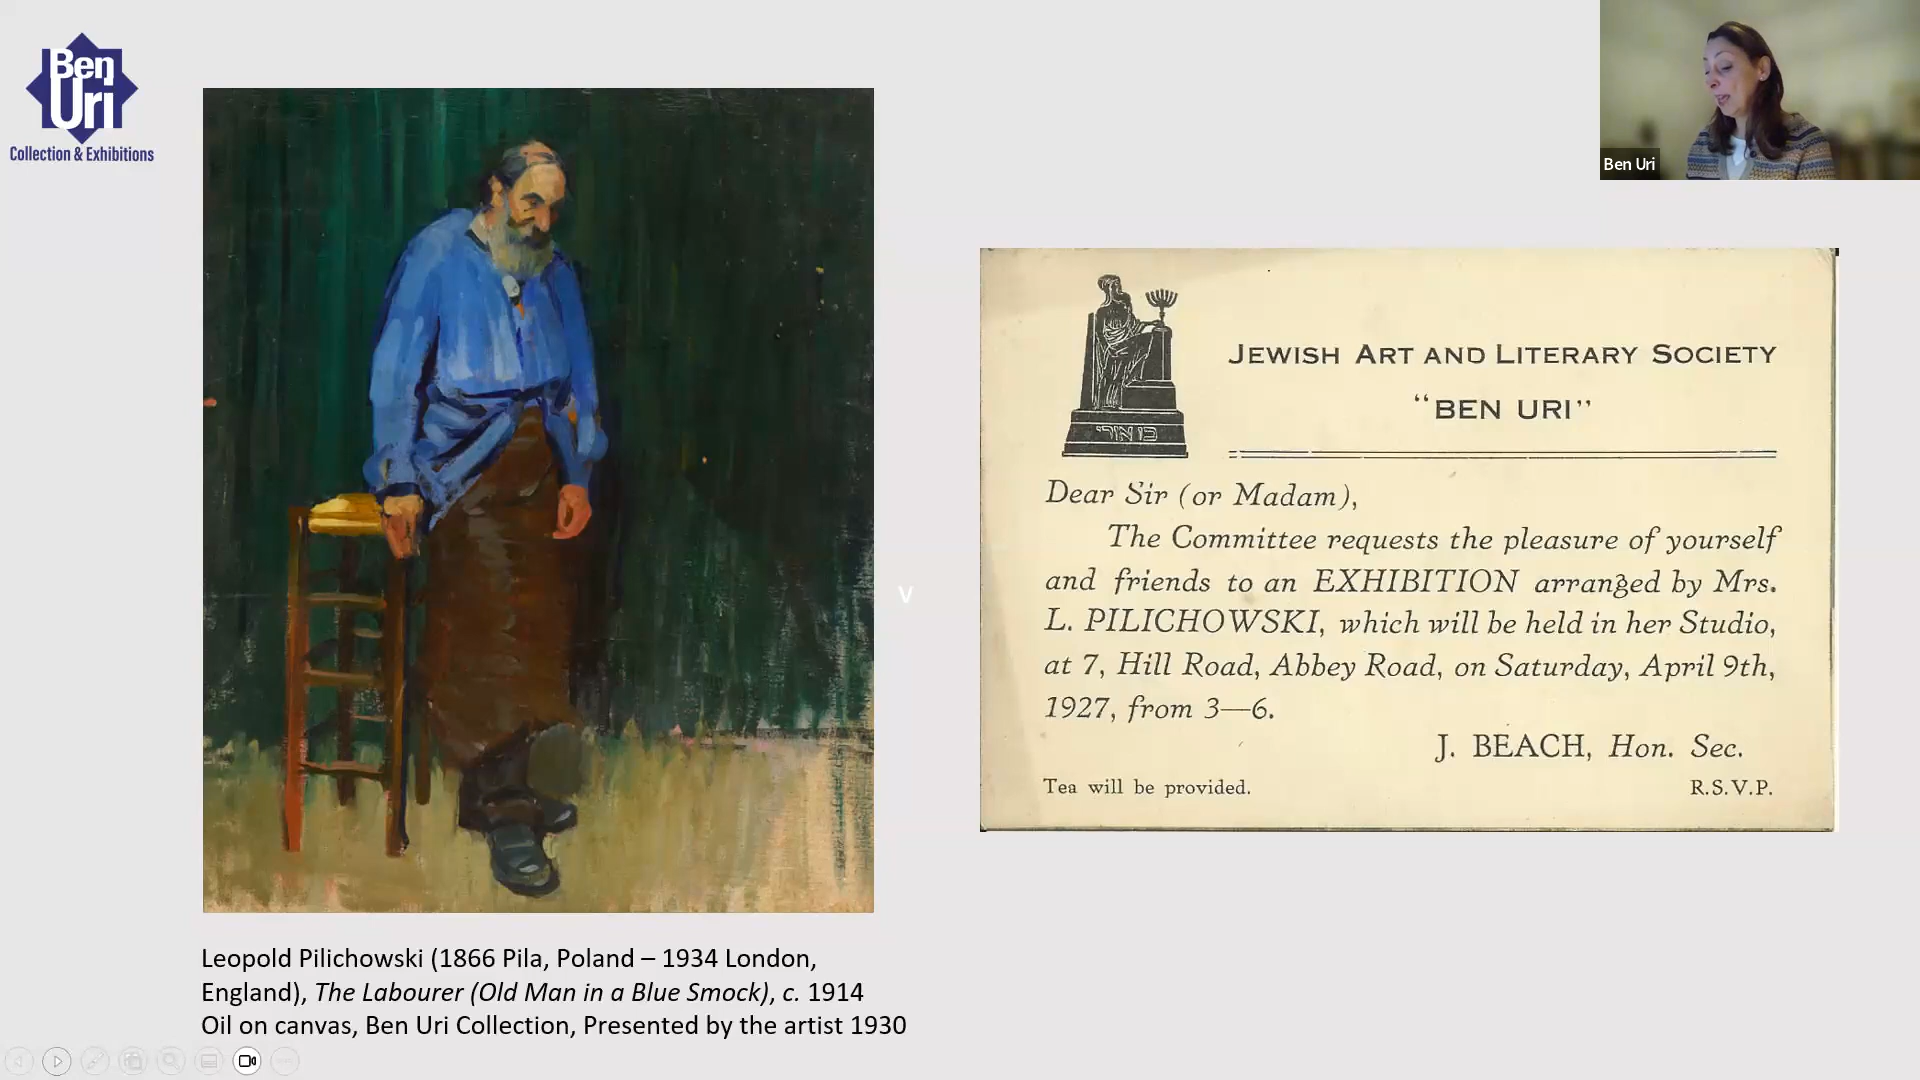 Ben
Uri
Collection & Exhibitions
Ben Uri
JEWISH ART AND LITERARY SOCIETY
“BEN URI”
בן אורי
Dear Sir (or Madam),
The Committee requests the pleasure of yourself
and friends to an EXHIBITION arranged by Mrs.
L. PILICHOWSKI, which will be held in her Studio,
at 7, Hill Road, Abbey Road, on Saturday, April 9th,
1927, from 3—6.
J. BEACH, Hon. Sec.
Tea will be provided.
R.S.V.P.
v
Leopold Pilichowski (1866 Pila, Poland – 1934 London,
England), The Labourer (Old Man in a Blue Smock), c. 1914
Oil on canvas, Ben Uri Collection, Presented by the artist 1930